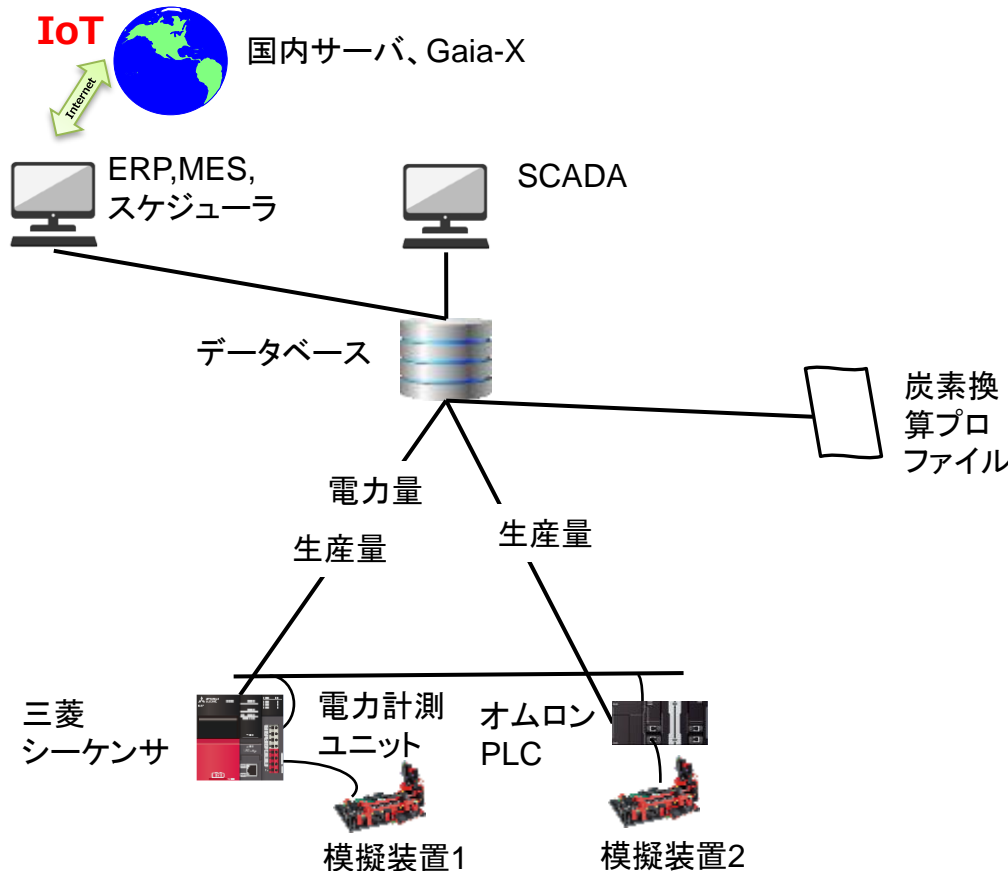 IoT
国内サーバ、Gaia-X
Internet
ERP,MES,
スケジューラ
SCADA
データベース
炭素換
算プロ
ファイル
電力量
生産量
生産量
三菱
シーケンサ
電力計測
ユニット
オムロン
PLC
模擬装置1
模擬装置2